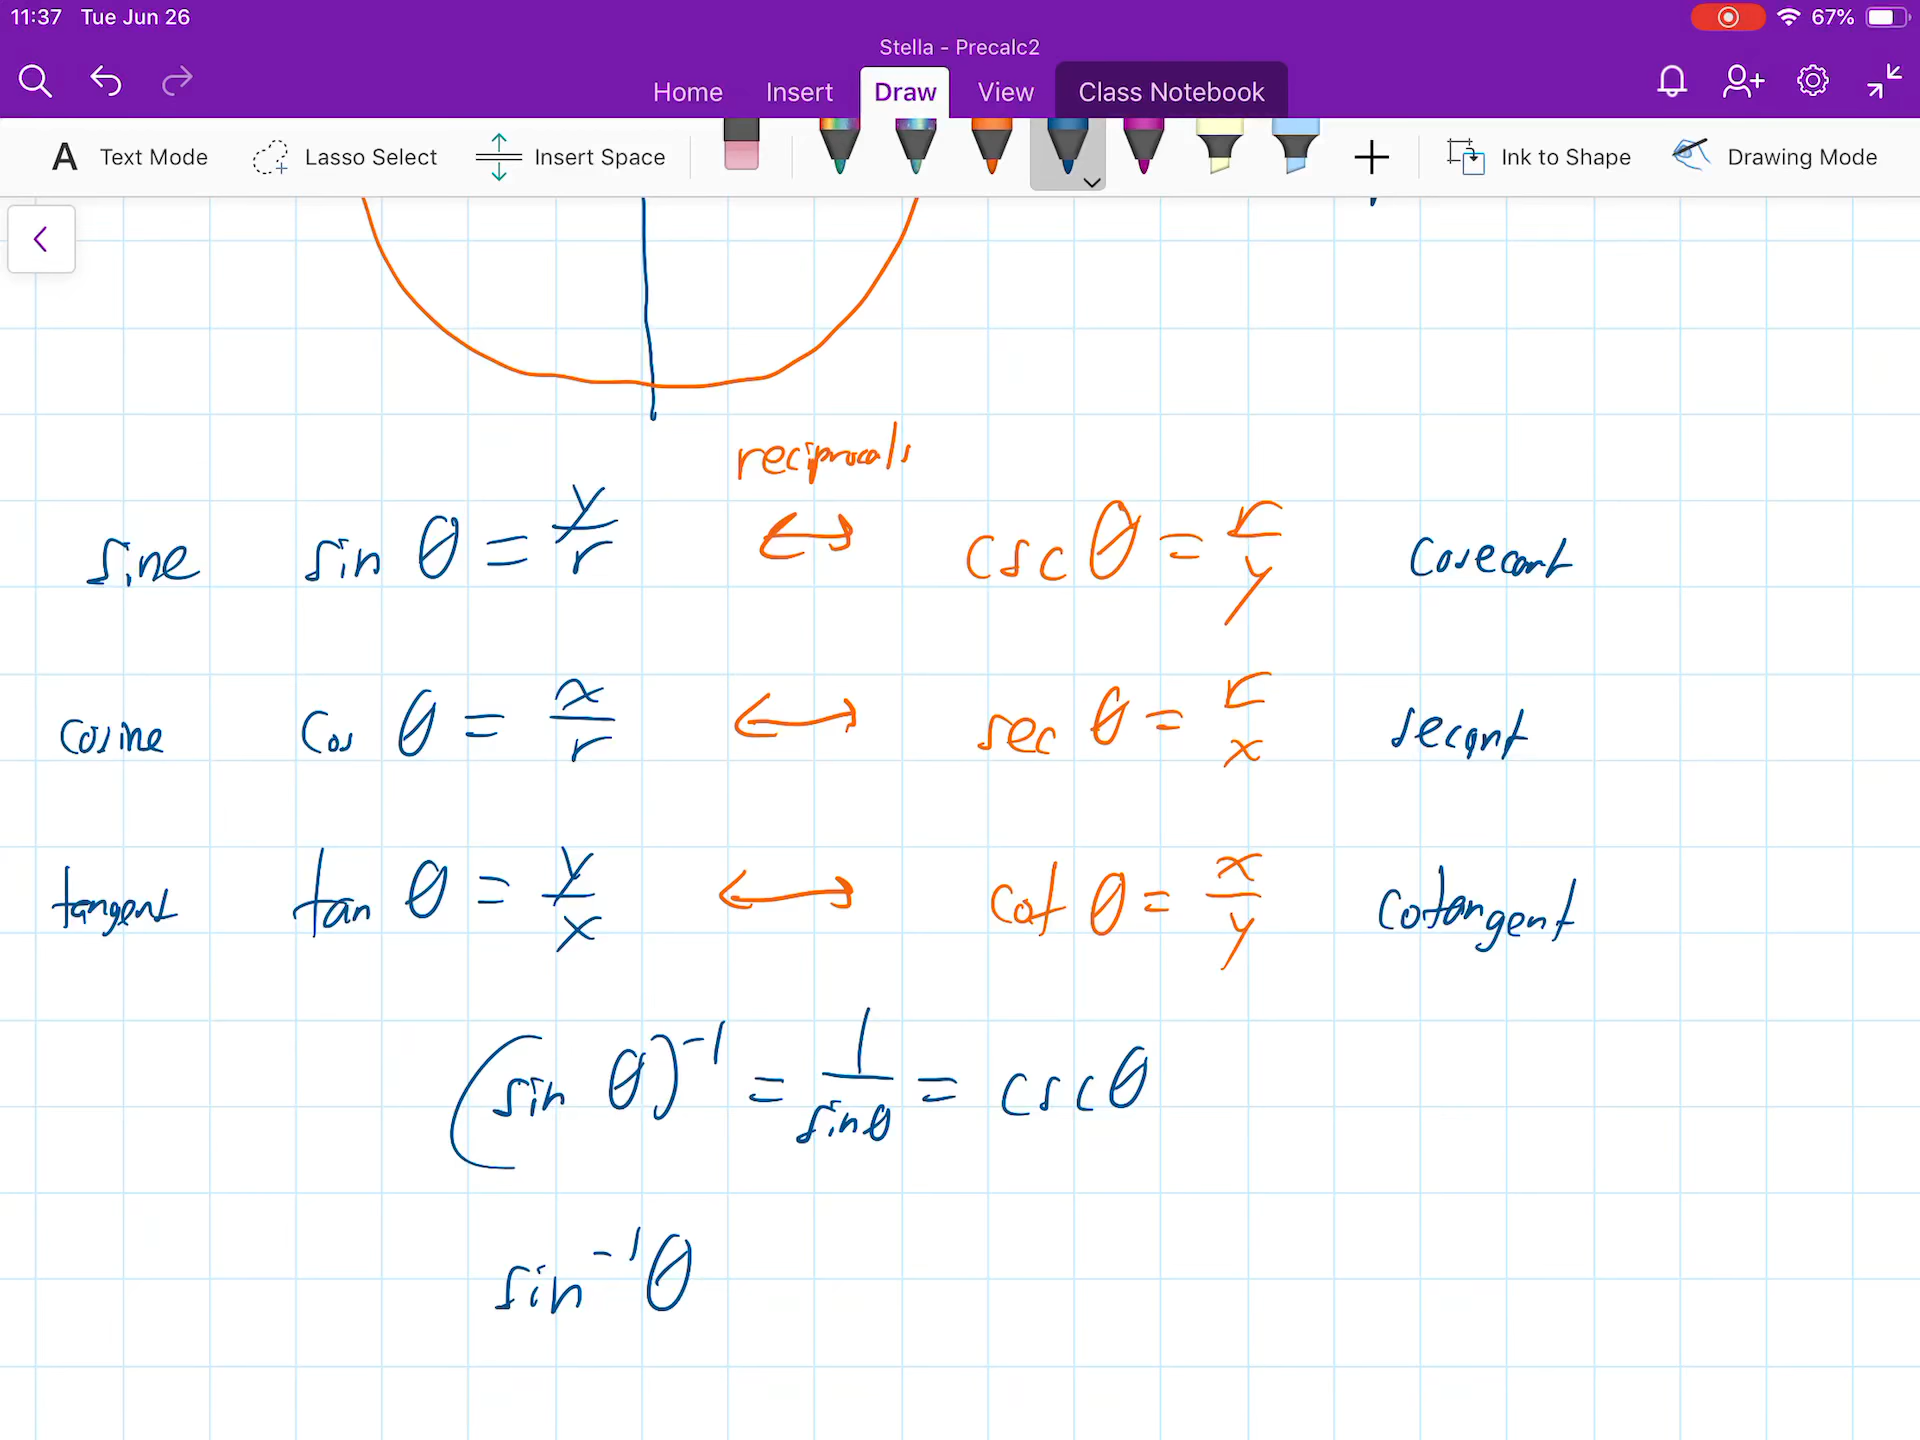 11:37 Tue Jun 26 67%
Stella - Precalc2
Home Insert Draw View Class Notebook
A Text Mode Lasso Select Insert Space Ink to Shape Drawing Mode
reciprocals
sine sin θ = y/r ↔ csc θ = r/y cosecant
cosine cos θ = x/r ↔ sec θ = r/x secant
tangent tan θ = y/x ↔ cot θ = x/y cotangent
(sin θ)⁻¹ = 1/sin θ = csc θ
sin⁻¹ θ